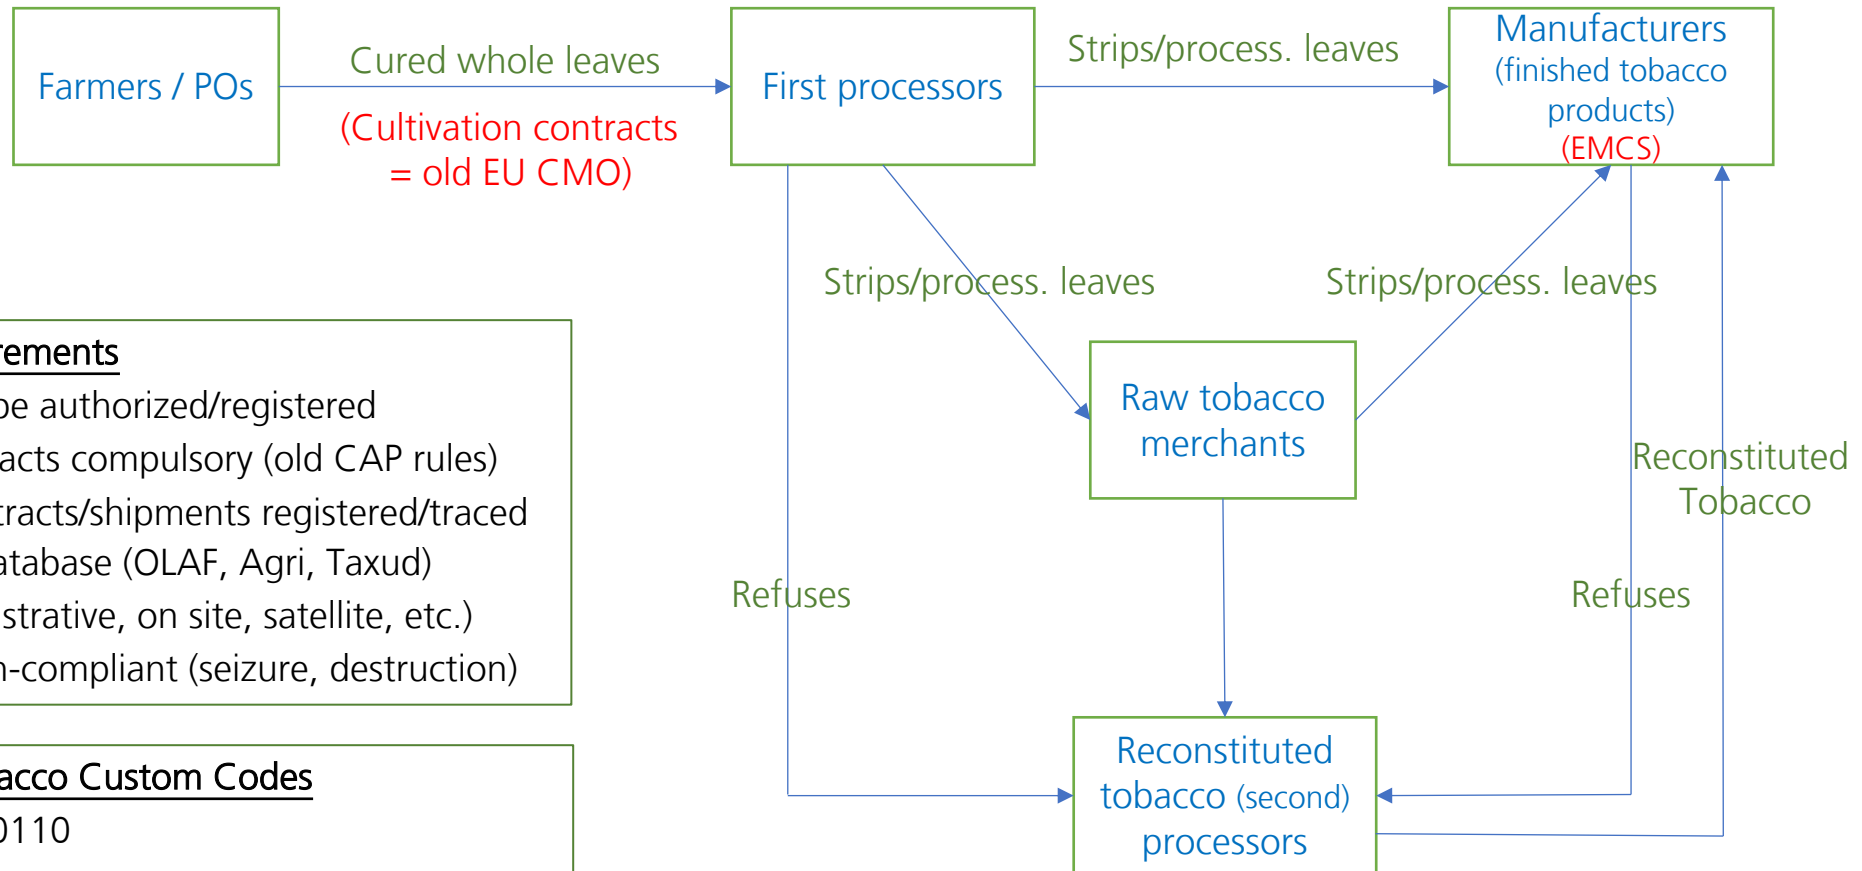 Farmers / POs
Cured whole leaves
(Cultivation contracts
= old EU CMO)
First processors
Strips/process. leaves
Manufacturers
(finished tobacco
products)
(EMCS)
Strips/process. leaves
Strips/process. leaves
Raw tobacco
merchants
Reconstituted
Tobacco
Refuses
Refuses
Reconstituted
tobacco (second)
processors
rements
be authorized/registered
acts compulsory (old CAP rules)
tracts/shipments registered/traced
atabase (OLAF, Agri, Taxud)
istrative, on site, satellite, etc.)
n-compliant (seizure, destruction)
acco Custom Codes
0110